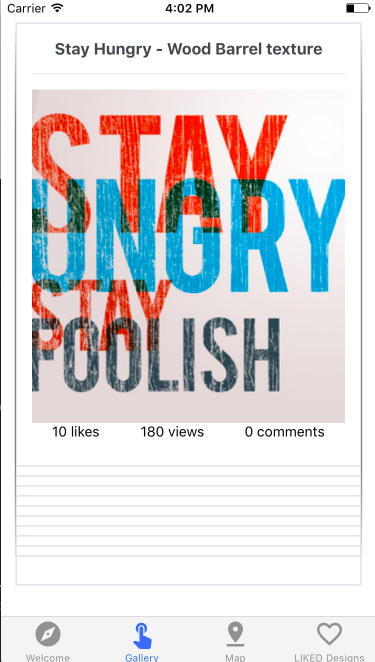 Carrier 4:02 PM
Stay Hungry - Wood Barrel texture
STAY
UNGRY
STAY
FOOLISH
10 likes 180 views 0 comments
Welcome Gallery Map LIKED Designs